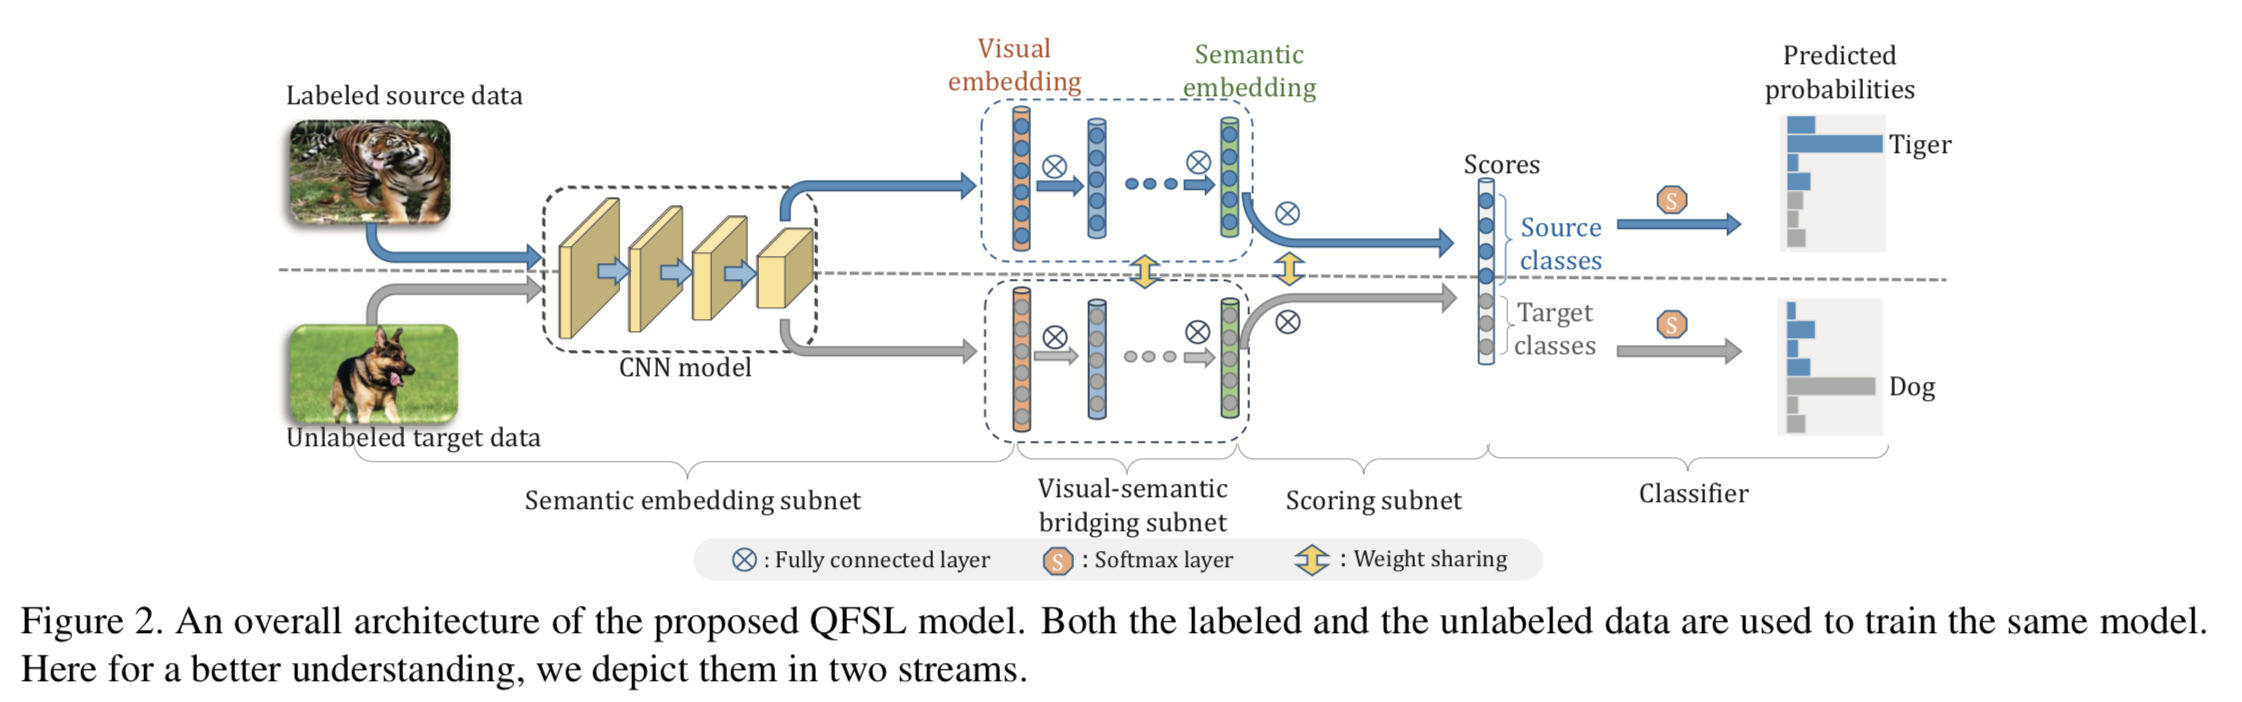 Visual
embedding
Semantic
embedding
Predicted
probabilities
Labeled source data
Tiger
Scores
Source
classes
S
Target
classes
S
CNN model
Dog
Unlabeled target data
Semantic embedding subnet
Visual-semantic
bridging subnet
Scoring subnet
Classifier
: Fully connected layer
S : Softmax layer
: Weight sharing
Figure 2. An overall architecture of the proposed QFSL model. Both the labeled and the unlabeled data are used to train the same model.
Here for a better understanding, we depict them in two streams.